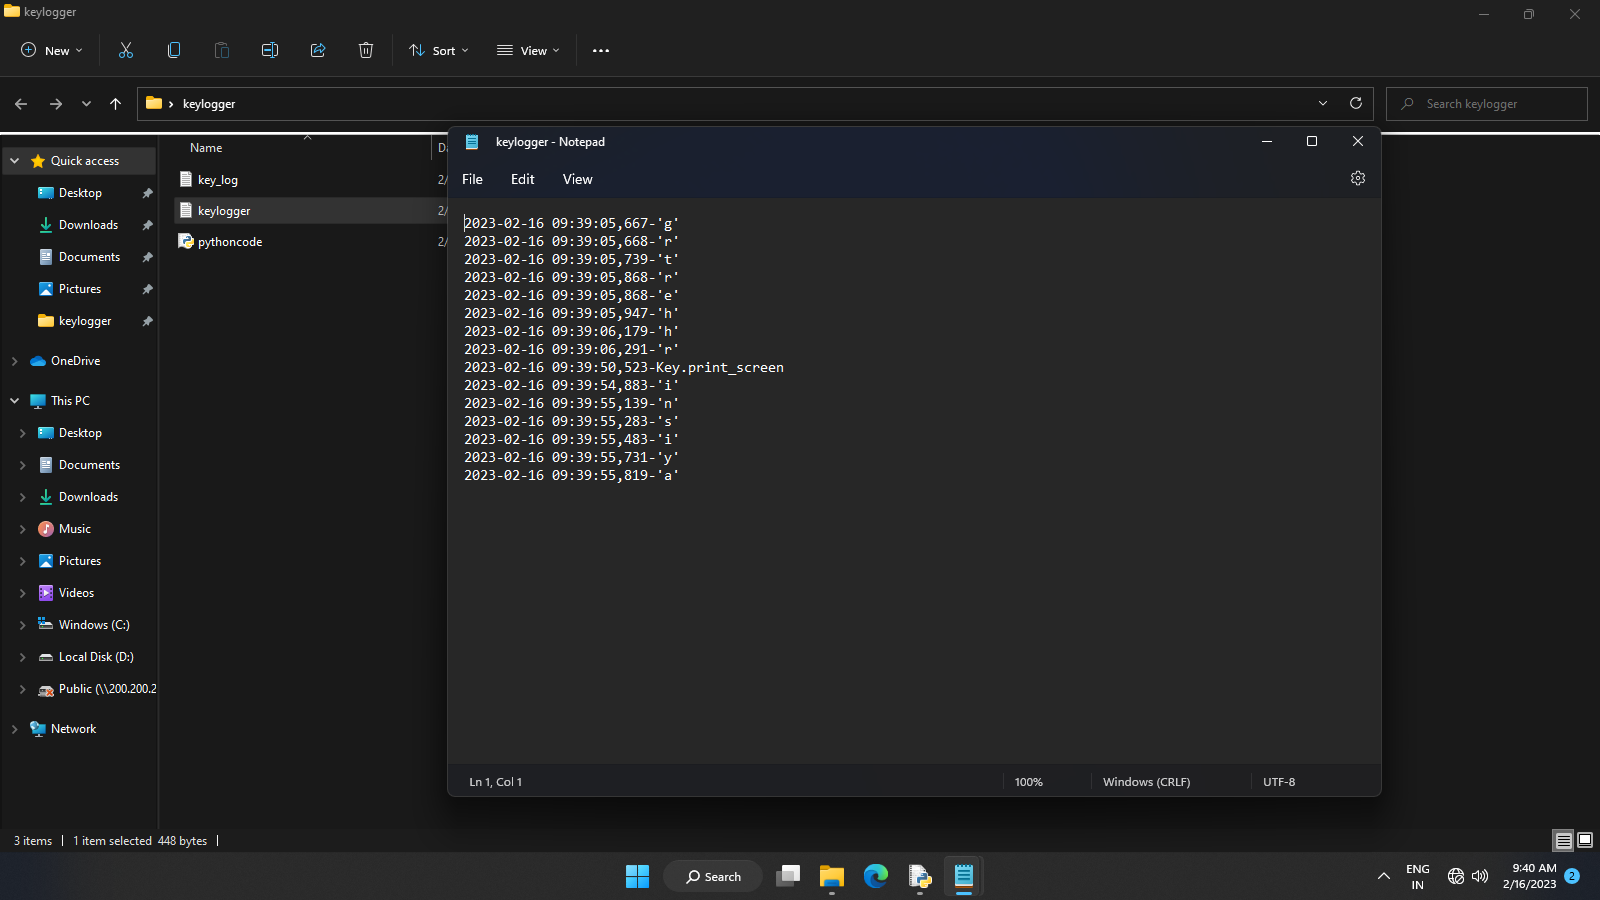 keylogger
New
Sort
View
keylogger
Search keylogger
Name
Quick access
Desktop
Downloads
Documents
Pictures
keylogger
OneDrive
This PC
Desktop
Documents
Downloads
Music
Pictures
Videos
Windows (C:)
Local Disk (D:)
Public (\\200.200.2
Network
key_log
keylogger
pythoncode
2/
2/
2/
keylogger - Notepad
File Edit View
2023-02-16 09:39:05,667-'g'
2023-02-16 09:39:05,668-'r'
2023-02-16 09:39:05,739-'t'
2023-02-16 09:39:05,868-'r'
2023-02-16 09:39:05,868-'e'
2023-02-16 09:39:05,947-'h'
2023-02-16 09:39:06,179-'h'
2023-02-16 09:39:06,291-'r'
2023-02-16 09:39:50,523-Key.print_screen
2023-02-16 09:39:54,883-'i'
2023-02-16 09:39:55,139-'n'
2023-02-16 09:39:55,283-'s'
2023-02-16 09:39:55,483-'i'
2023-02-16 09:39:55,731-'y'
2023-02-16 09:39:55,819-'a'
Ln 1, Col 1
100%
Windows (CRLF)
UTF-8
3 items
1 item selected 448 bytes
Search
ENG
IN
9:40 AM
2/16/2023
2